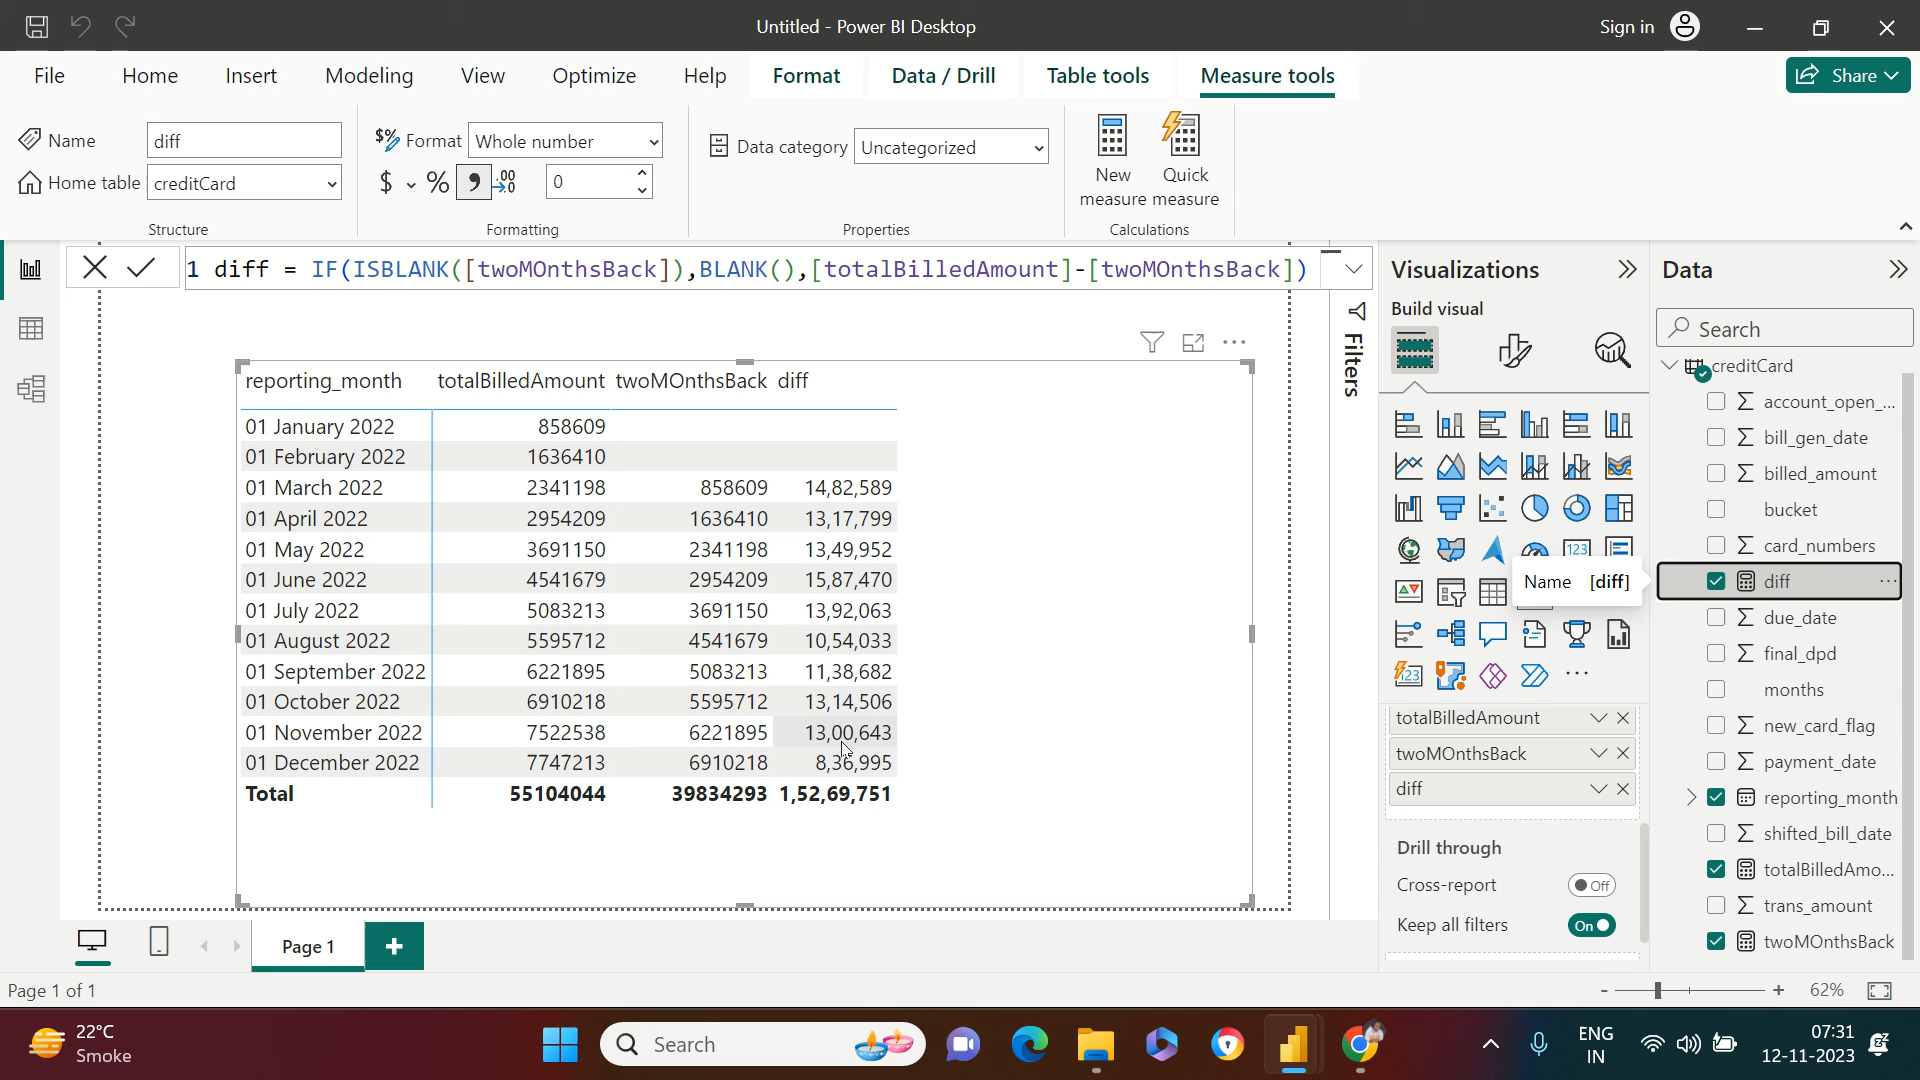 Untitled - Power BI Desktop
Sign in
File Home Insert Modeling View Optimize Help Format Data / Drill Table tools Measure tools
Share
Name diff
Home table creditCard
Structure
$% Format Whole number
$ % 0
Formatting
Data category Uncategorized
Properties
New measure
Quick measure
Calculations
1 diff = IF(ISBLANK([twoMOnthsBack]),BLANK(),[totalBilledAmount]-[twoMOnthsBack])
reporting_month totalBilledAmount twoMOnthsBack diff
01 January 2022 858609
01 February 2022 1636410
01 March 2022 2341198 858609 14,82,589
01 April 2022 2954209 1636410 13,17,799
01 May 2022 3691150 2341198 13,49,952
01 June 2022 4541679 2954209 15,87,470
01 July 2022 5083213 3691150 13,92,063
01 August 2022 5595712 4541679 10,54,033
01 September 2022 6221895 5083213 11,38,682
01 October 2022 6910218 5595712 13,14,506
01 November 2022 7522538 6221895 13,00,643
01 December 2022 7747213 6910218 8,36,995
Total 55104044 39834293 1,52,69,751
Filters
Visualizations
Build visual
Name [diff]
totalBilledAmount
twoMOnthsBack
diff
Drill through
Cross-report Off
Keep all filters On
Data
Search
creditCard
account_open_...
bill_gen_date
billed_amount
bucket
card_numbers
diff
due_date
final_dpd
months
new_card_flag
payment_date
reporting_month
shifted_bill_date
totalBilledAmo...
trans_amount
twoMOnthsBack
Page 1
Page 1 of 1
- + 62%
22°C
Smoke
Search
ENG
IN
07:31
12-11-2023